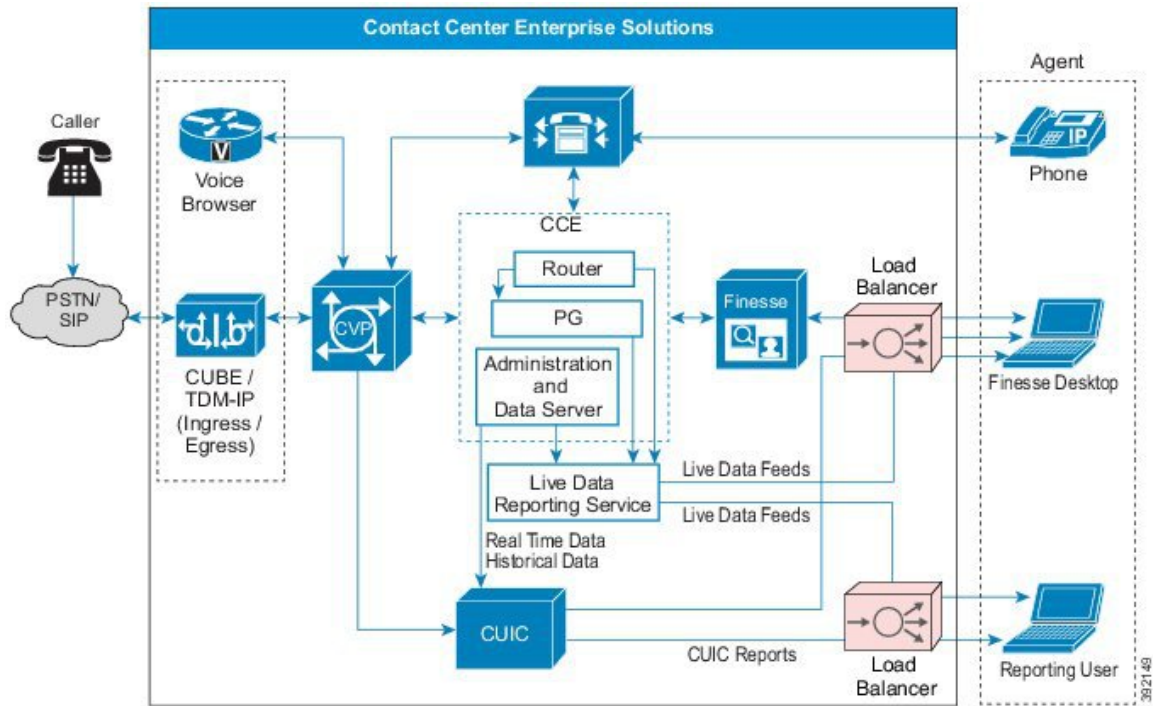 Contact Center Enterprise Solutions
Caller
PSTN/
SIP
V
Voice
Browser
CUBE /
TDM-IP
(Ingress /
Egress)
CVP
CCE
Router
PG
Administration
and
Data Server
Live Data
Reporting Service
Real Time Data
Historical Data
CUIC
Finesse
Load
Balancer
Live Data Feeds
Live Data Feeds
CUIC Reports
Load
Balancer
Agent
IP
Phone
Finesse Desktop
Reporting User
392149